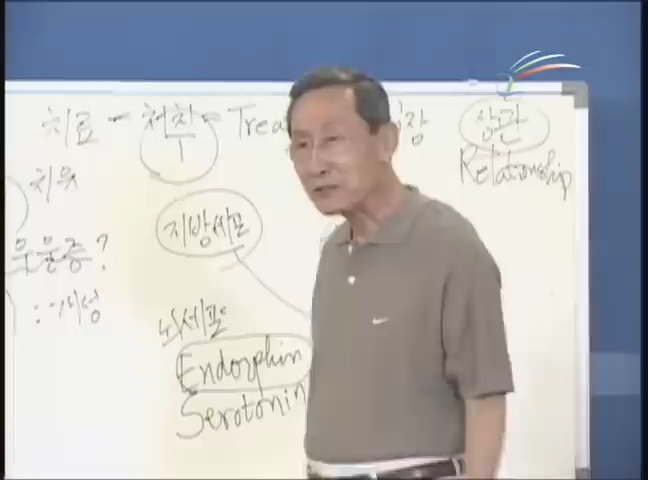 치료 - 처치 = Trea
상관
Relationship
치유
지방세포
우울증?
뇌세포
Endorphin
Serotonin